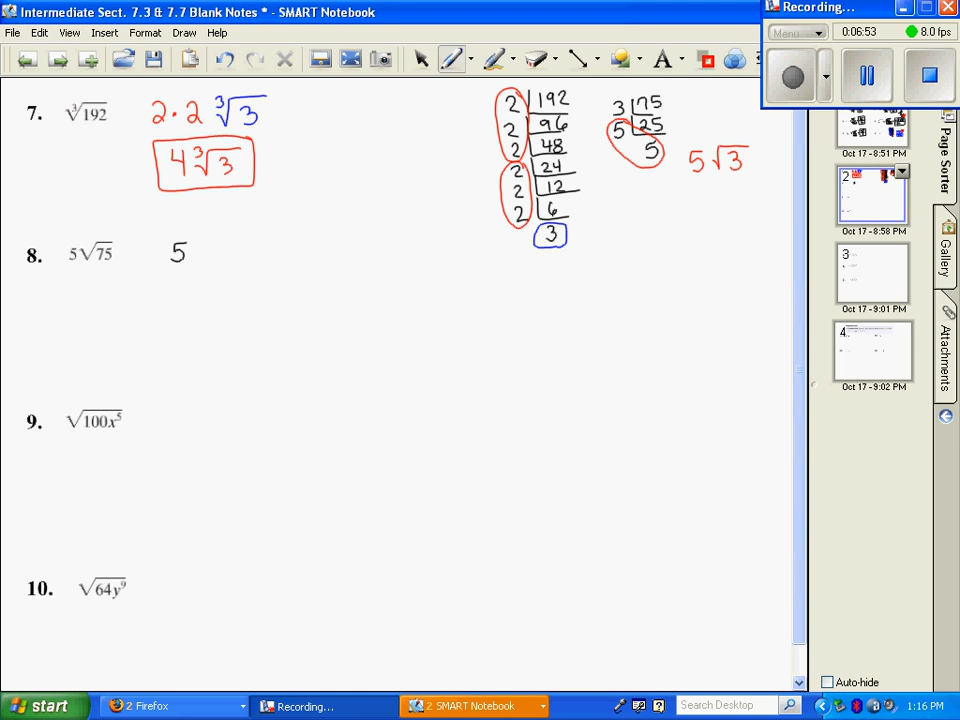 Intermediate Sect. 7.3 & 7.7 Blank Notes * - SMART Notebook
Recording...
File Edit View Insert Format Draw Help
Menu
0:06:53
8.0 fps
7. ∛192
2 · 2 ∛3
4 ∛3
2 | 192
2 | 96
2 | 48
2 | 24
2 | 12
2 | 6
3
3 | 75
5 | 25
5
5 √3
8. 5√75
5
9. √100x⁵
10. √64y⁹
Oct 17 - 8:51 PM
2
Oct 17 - 8:58 PM
3
Oct 17 - 9:01 PM
4
Oct 17 - 9:02 PM
Page Sorter
Gallery
Attachments
Auto-hide
start
2 Firefox
Recording...
2 SMART Notebook
Search Desktop
1:16 PM